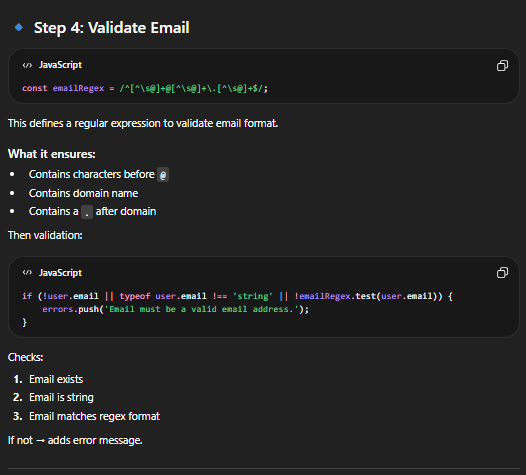 Step 4: Validate Email
</> JavaScript
const emailRegex = /^[^\s@]+@[^\s@]+\.[^\s@]+$/;
This defines a regular expression to validate email format.
What it ensures:
• Contains characters before @
• Contains domain name
• Contains a . after domain
Then validation:
</> JavaScript
if (!user.email || typeof user.email !== 'string' || !emailRegex.test(user.email)) {
    errors.push('Email must be a valid email address.');
}
Checks:
1. Email exists
2. Email is string
3. Email matches regex format
If not → adds error message.